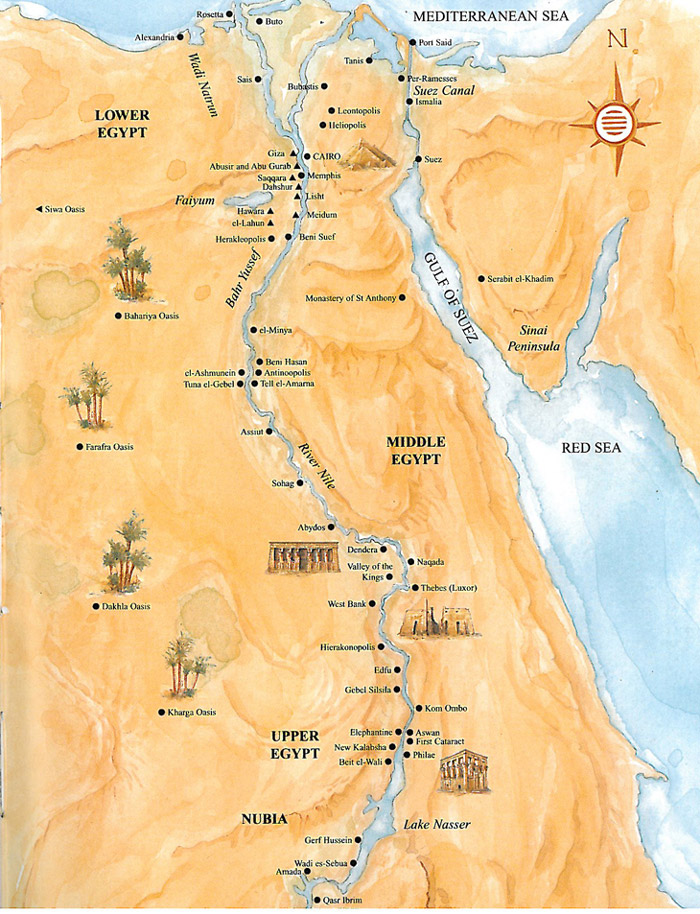 MEDITERRANEAN SEA
Rosetta
Buto
Alexandria
Port Said
N
Tanis
Wadi Natrun
Sais
Bubastis
Per-Ramesses
Suez Canal
Ismalia
LOWER
EGYPT
Leontopolis
Heliopolis
Giza
CAIRO
Suez
Abusir and Abu Gurab
Saqqara
Memphis
Dahshur
Lisht
Faiyum
Siwa Oasis
Hawara
Meidum
el-Lahun
Herakleopolis
Beni Suef
Bahr Yussef
GULF OF SUEZ
Serabit el-Khadim
Monastery of St Anthony
Bahariya Oasis
el-Minya
Sinai
Peninsula
Beni Hasan
el-Ashmunein
Antinoopolis
Tuna el-Gebel
Tell el-Amarna
Assiut
Farafra Oasis
MIDDLE
EGYPT
RED SEA
River Nile
Sohag
Abydos
Dendera
Naqada
Valley of the
Kings
Thebes (Luxor)
Dakhla Oasis
West Bank
Hierakonopolis
Edfu
Gebel Silsila
Kharga Oasis
Kom Ombo
UPPER
EGYPT
Elephantine
Aswan
First Cataract
New Kalabsha
Philae
Beit el-Wali
NUBIA
Lake Nasser
Gerf Hussein
Wadi es-Sebua
Amada
Qasr Ibrim